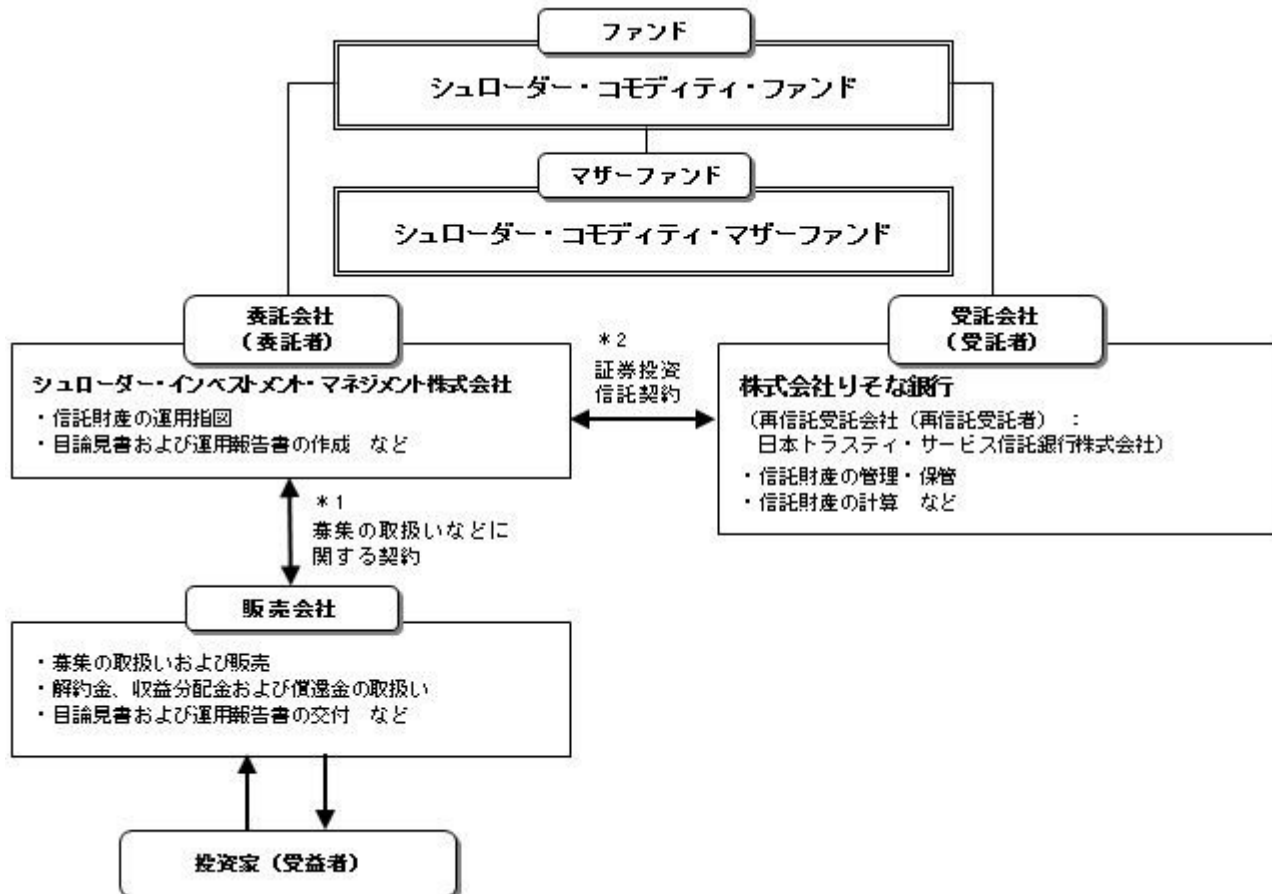 ファンド
シュローダー・コモディティ・ファンド
マザーファンド
シュローダー・コモディティ・マザーファンド
委託会社
（委託者）
シュローダー・インベストメント・マネジメント株式会社
・信託財産の運用指図
・目論見書および運用報告書の作成　など
＊2
証券投資
信託契約
受託会社
（受託者）
株式会社りそな銀行
（再信託受託会社（再信託受託者）：
日本トラスティ・サービス信託銀行株式会社）
・信託財産の管理・保管
・信託財産の計算　など
＊1
募集の取扱いなどに
関する契約
販売会社
・募集の取扱いおよび販売
・解約金、収益分配金および償還金の取扱い
・目論見書および運用報告書の交付　など
投資家（受益者）